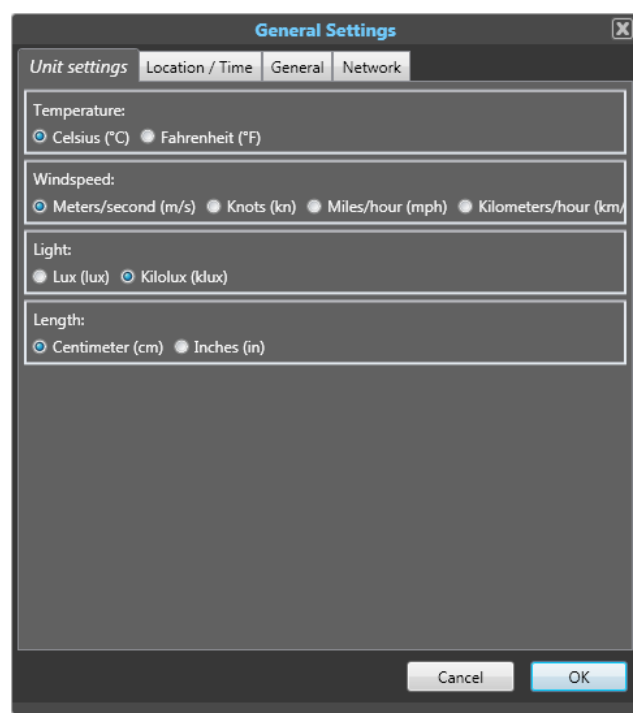 General Settings
Unit settings Location / Time General Network
Temperature:
Celsius (°C) Fahrenheit (°F)
Windspeed:
Meters/second (m/s) Knots (kn) Miles/hour (mph) Kilometers/hour (km/
Light:
Lux (lux) Kilolux (klux)
Length:
Centimeter (cm) Inches (in)
Cancel OK